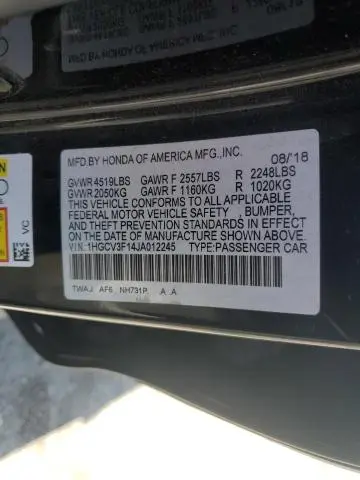 MFD.BY HONDA OF AMERICA MFG.,INC. 08/18
GVWR 4519LBS GAWR F 2557LBS R 2248LBS
GVWR 2050KG GAWR F 1160KG R 1020KG
THIS VEHICLE CONFORMS TO ALL APPLICABLE
FEDERAL MOTOR VEHICLE SAFETY , BUMPER,
AND THEFT PREVENTION STANDARDS IN EFFECT
ON THE DATE OF MANUFACTURE SHOWN ABOVE.
V.I.N.:1HGCV3F14JA012245 TYPE:PASSENGER CAR
TWAJ AF6 NH731P A A
VC